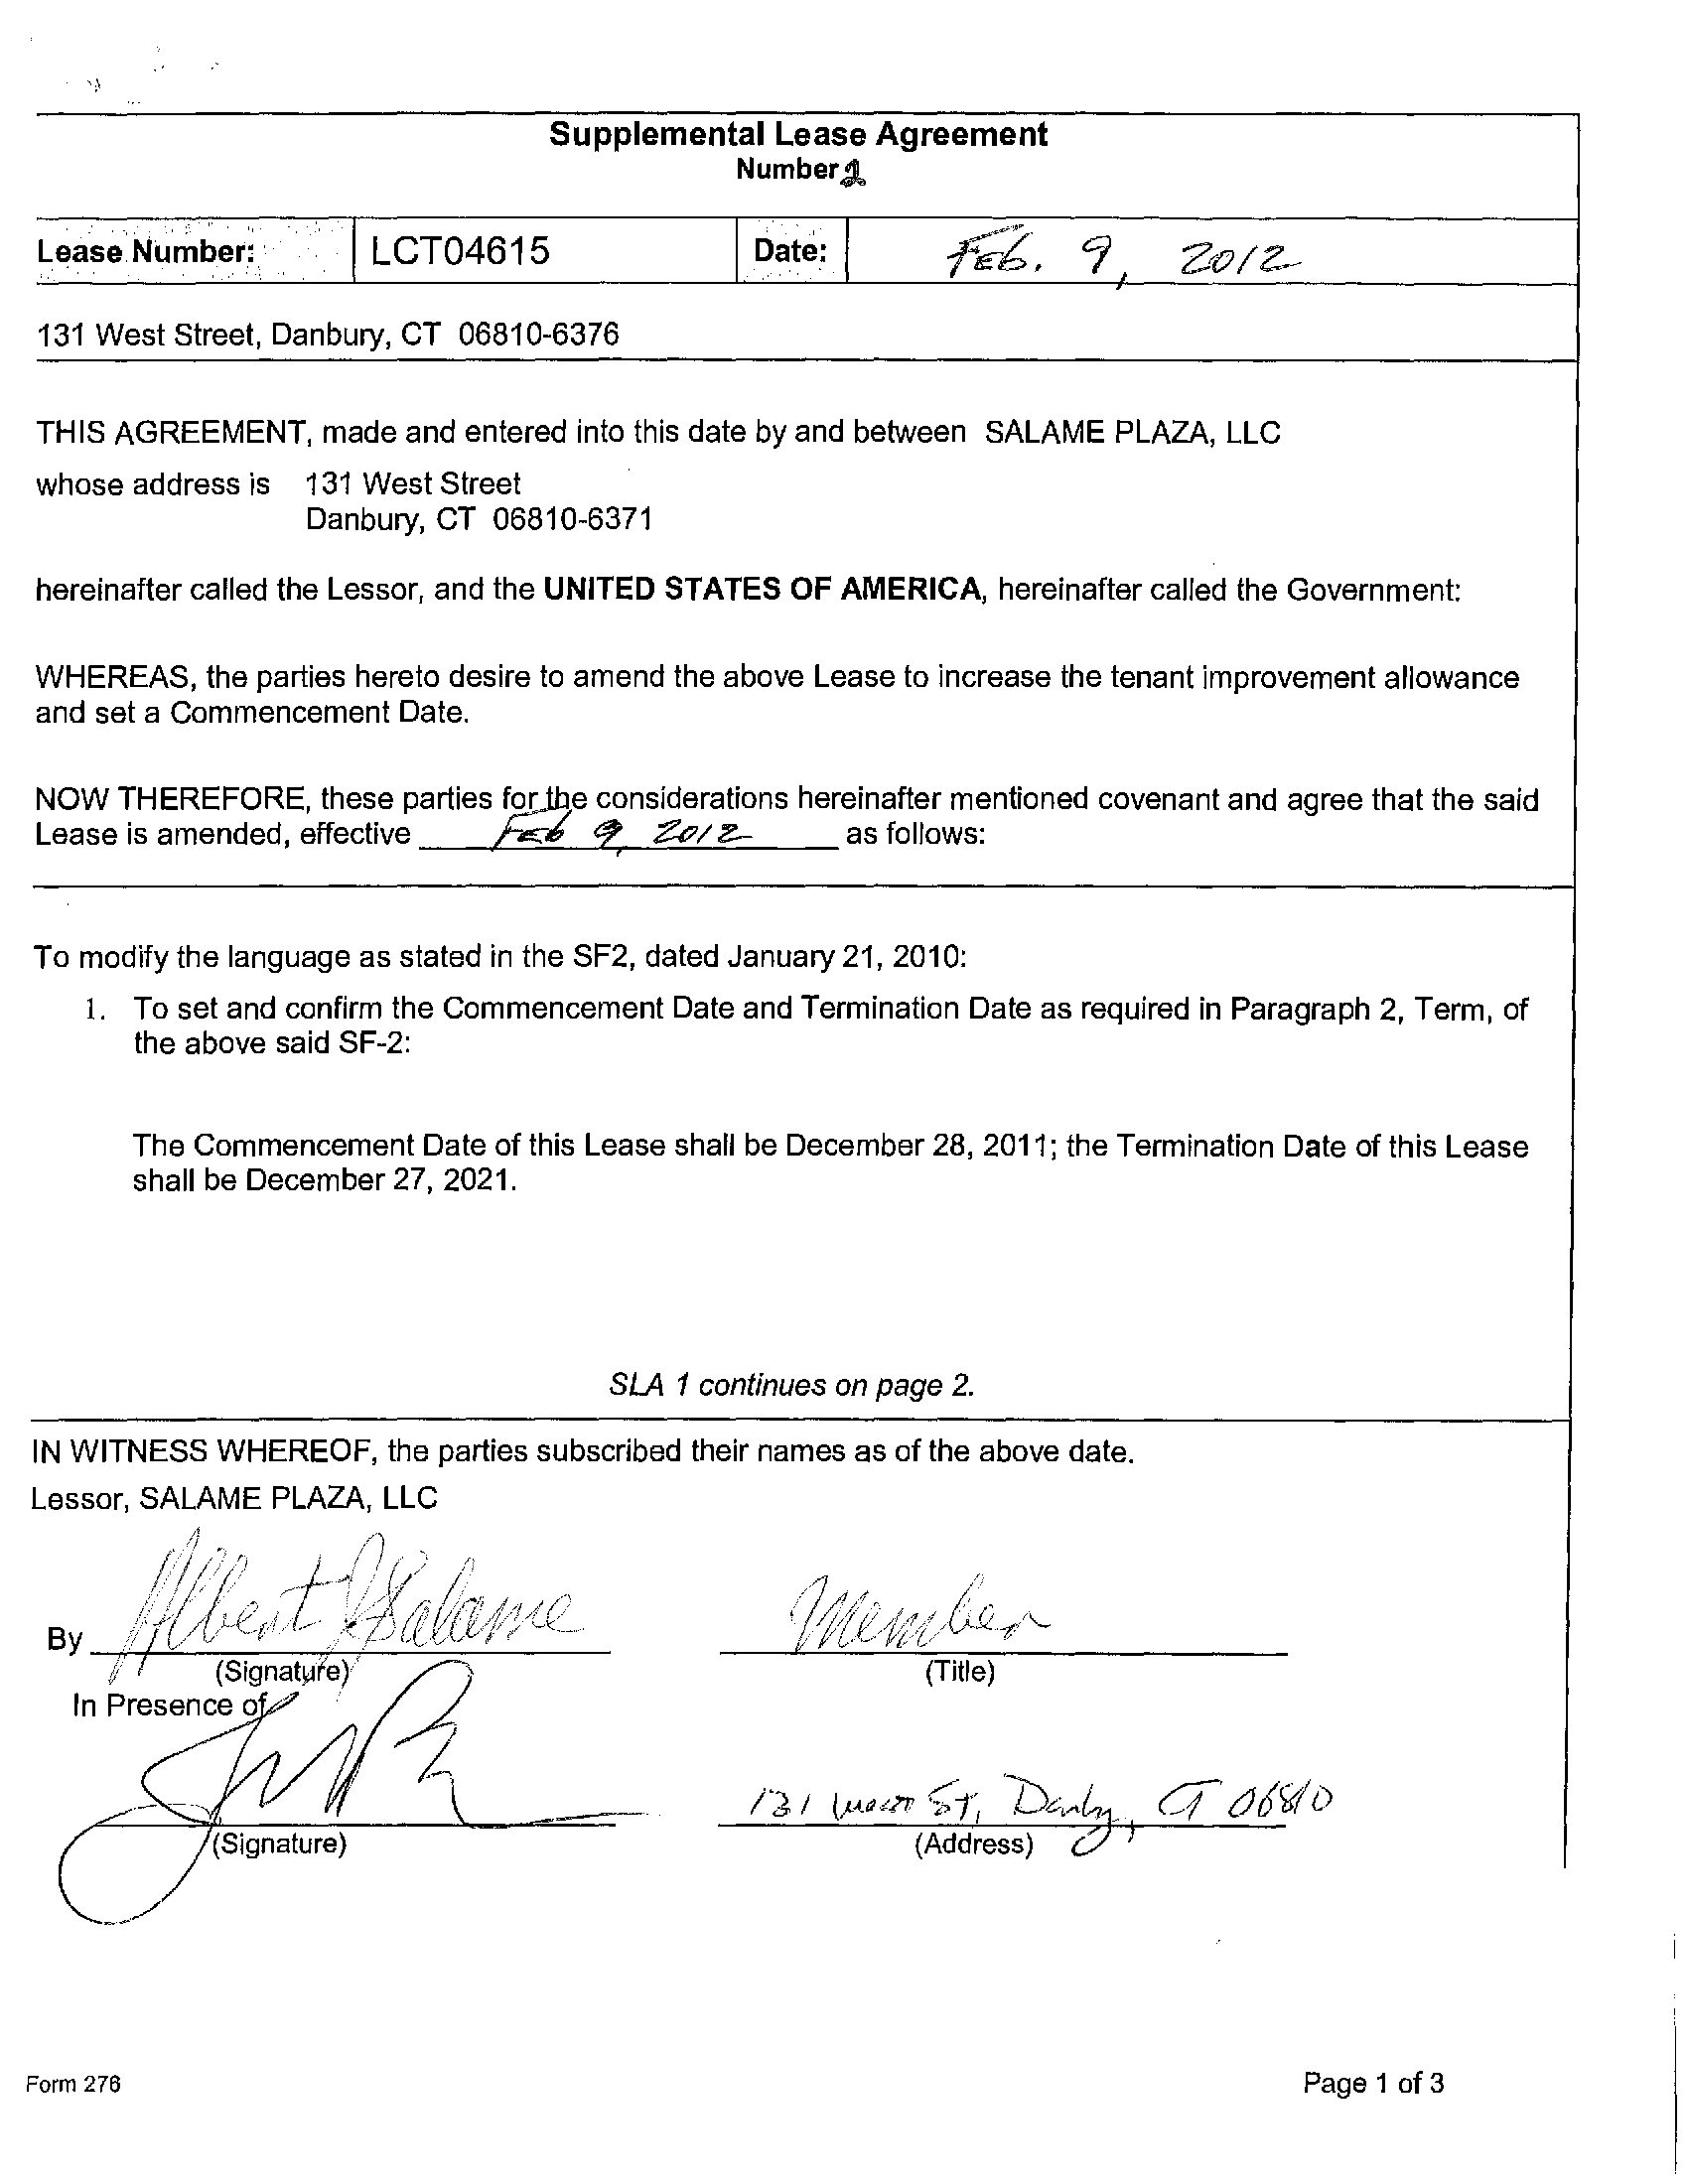 Supplemental Lease Agreement
Number 2
Lease Number: LCT04615 Date: Feb. 9, 2012
131 West Street, Danbury, CT 06810-6376
THIS AGREEMENT, made and entered into this date by and between SALAME PLAZA, LLC
whose address is 131 West Street
Danbury, CT 06810-6371
hereinafter called the Lessor, and the UNITED STATES OF AMERICA, hereinafter called the Government:
WHEREAS, the parties hereto desire to amend the above Lease to increase the tenant improvement allowance
and set a Commencement Date.
NOW THEREFORE, these parties for the considerations hereinafter mentioned covenant and agree that the said
Lease is amended, effective Feb 9, 2012 as follows:
To modify the language as stated in the SF2, dated January 21, 2010:
1. To set and confirm the Commencement Date and Termination Date as required in Paragraph 2, Term, of
the above said SF-2:
The Commencement Date of this Lease shall be December 28, 2011; the Termination Date of this Lease
shall be December 27, 2021.
SLA 1 continues on page 2.
IN WITNESS WHEREOF, the parties subscribed their names as of the above date.
Lessor, SALAME PLAZA, LLC
By Albert J Salame Member
(Signature) (Title)
In Presence of
131 West St, Danbury, CT 06810
(Signature) (Address)
Form 276 Page 1 of 3